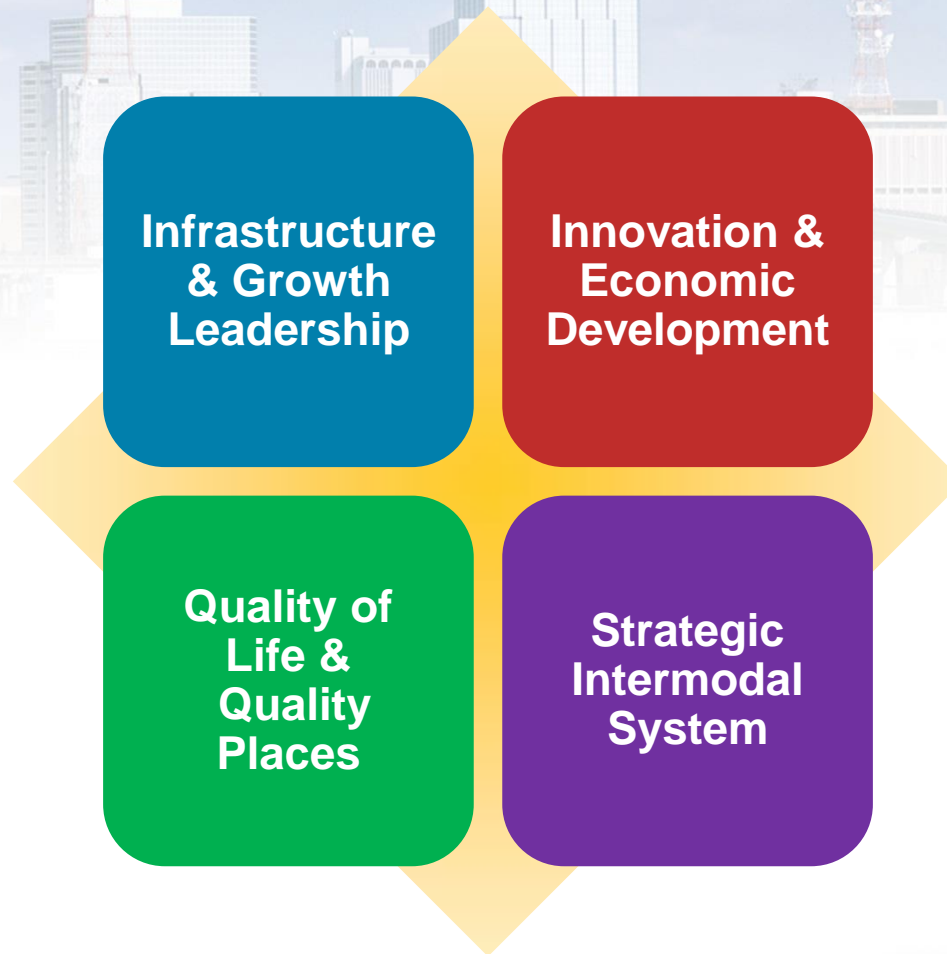 Infrastructure
& Growth
Leadership
Innovation &
Economic
Development
Quality of
Life &
Quality
Places
Strategic
Intermodal
System